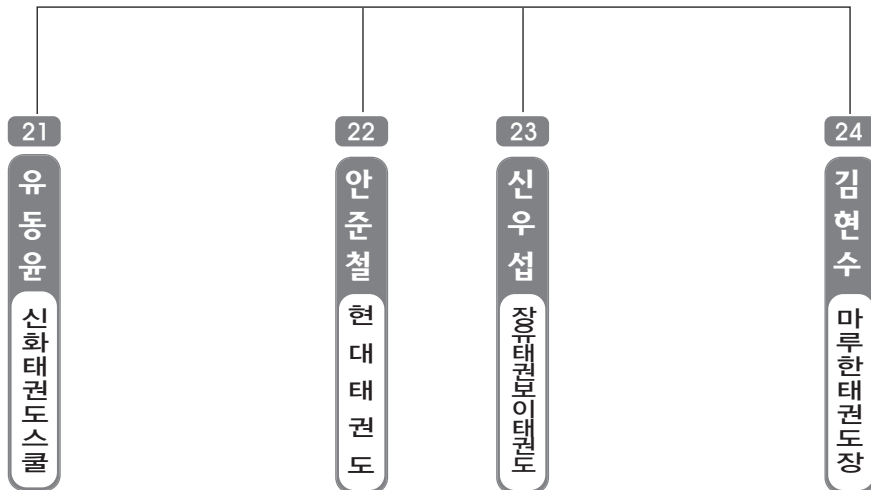 21
유동윤
신화태권도스쿨
22
안준철
현대태권도
23
신우섭
장유태권보이태권도
24
김현수
마루한태권도장